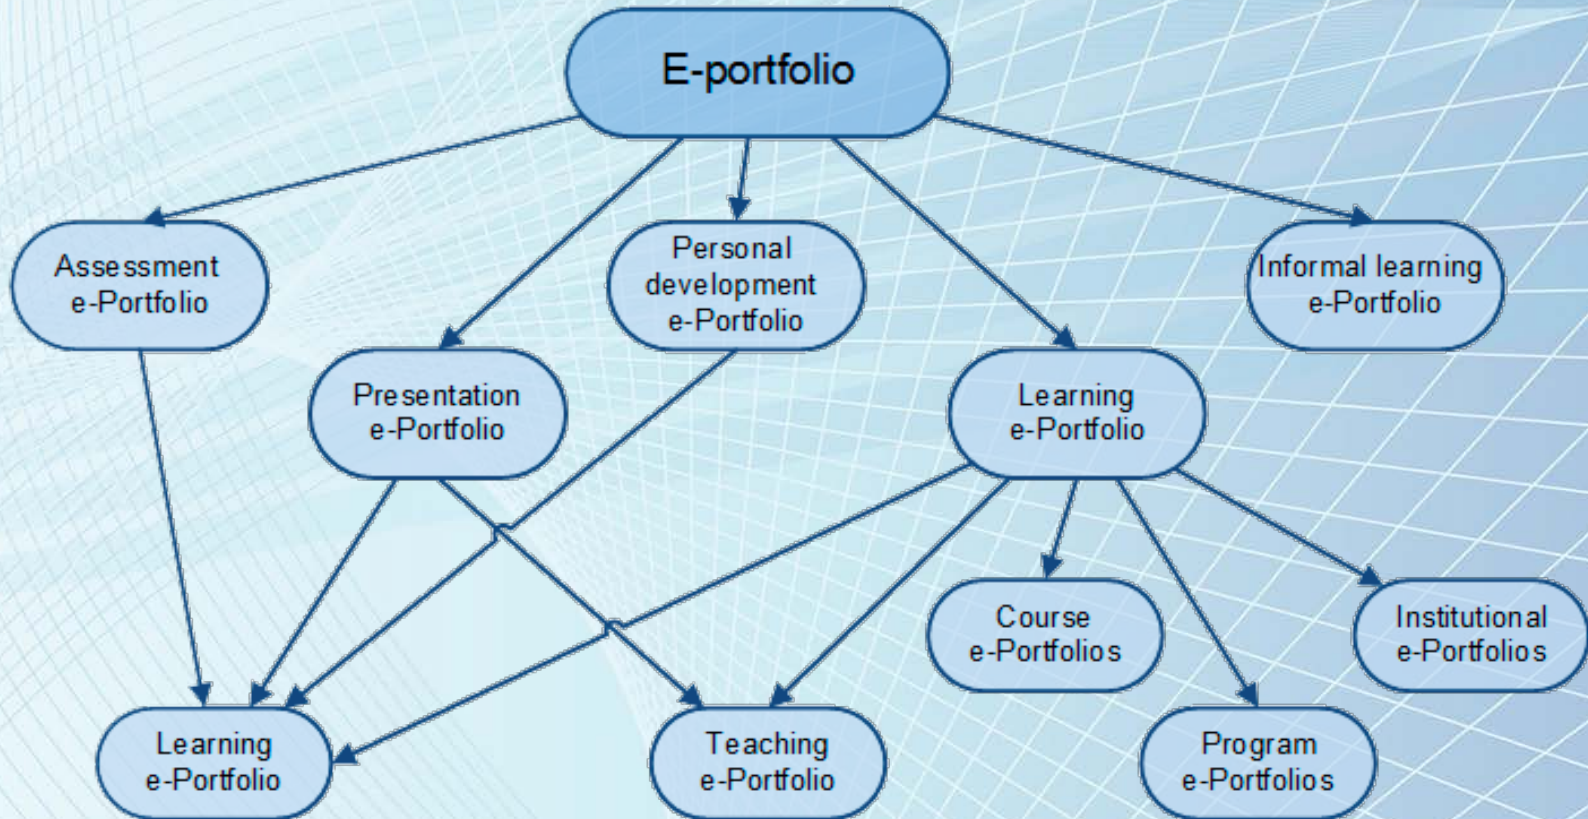 E-portfolio
Assessment
e-Portfolio
Personal
development
e-Portfolio
Informal learning
e-Portfolio
Presentation
e-Portfolio
Learning
e-Portfolio
Course
e-Portfolios
Institutional
e-Portfolios
Learning
e-Portfolio
Teaching
e-Portfolio
Program
e-Portfolios